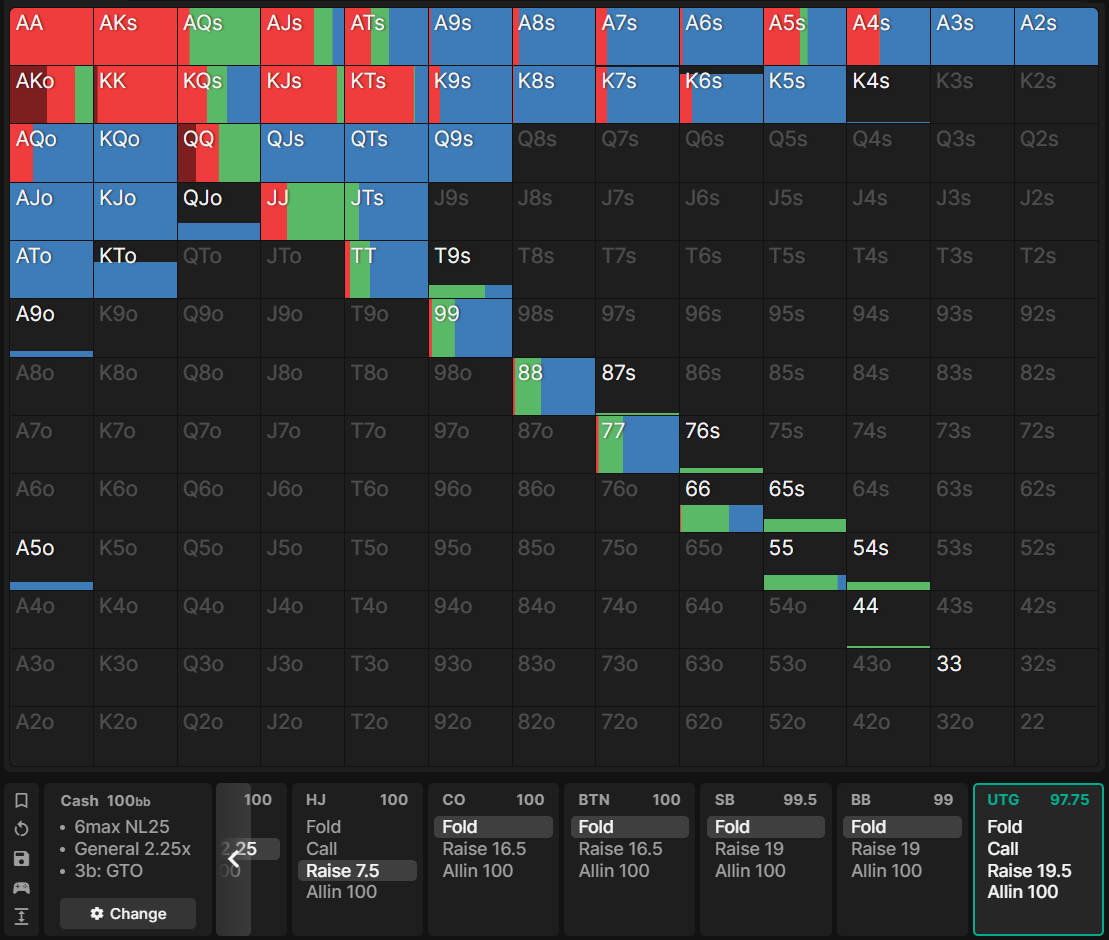 AA AKs AQs AJs ATs A9s A8s A7s A6s A5s A4s A3s A2s
AKo KK KQs KJs KTs K9s K8s K7s K6s K5s K4s K3s K2s
AQo KQo QQ QJs QTs Q9s Q8s Q7s Q6s Q5s Q4s Q3s Q2s
AJo KJo QJo JJ JTs J9s J8s J7s J6s J5s J4s J3s J2s
ATo KTo QTo JTo TT T9s T8s T7s T6s T5s T4s T3s T2s
A9o K9o Q9o J9o T9o 99 98s 97s 96s 95s 94s 93s 92s
A8o K8o Q8o J8o T8o 98o 88 87s 86s 85s 84s 83s 82s
A7o K7o Q7o J7o T7o 97o 87o 77 76s 75s 74s 73s 72s
A6o K6o Q6o J6o T6o 96o 86o 76o 66 65s 64s 63s 62s
A5o K5o Q5o J5o T5o 95o 85o 75o 65o 55 54s 53s 52s
A4o K4o Q4o J4o T4o 94o 84o 74o 64o 54o 44 43s 42s
A3o K3o Q3o J3o T3o 93o 83o 73o 63o 53o 43o 33 32s
A2o K2o Q2o J2o T2o 92o 82o 72o 62o 52o 42o 32o 22
Cash 100bb
• 6max NL25
• General 2.25x
• 3b: GTO
Change
100
2.25
00
HJ 100
Fold
Call
Raise 7.5
Allin 100
CO 100
Fold
Raise 16.5
Allin 100
BTN 100
Fold
Raise 16.5
Allin 100
SB 99.5
Fold
Raise 19
Allin 100
BB 99
Fold
Raise 19
Allin 100
UTG 97.75
Fold
Call
Raise 19.5
Allin 100